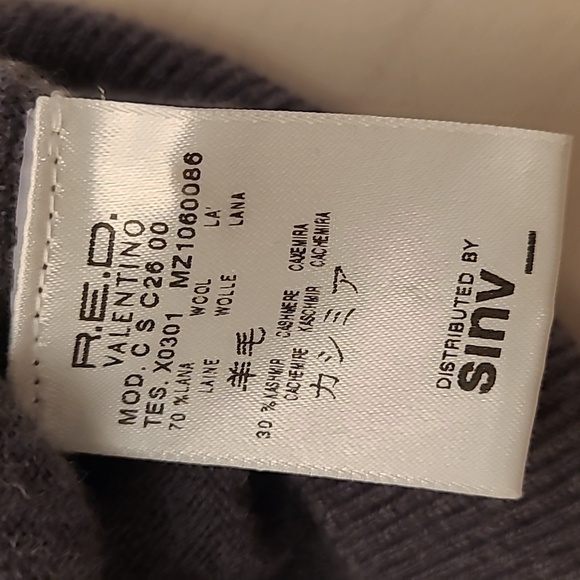 R.E.D.
VALENTINO
MOD. C S C26 00
TES. X0301 MZ1060086
70 % LANA WOOL LA'
LAINE WOLLE LANA
羊毛
30 % KASHMIR CASHMERE CAXEMIRA
CACHEMIRE KASCHMIR CACHEMIRA
カシミア
DISTRIBUTED BY
sinv